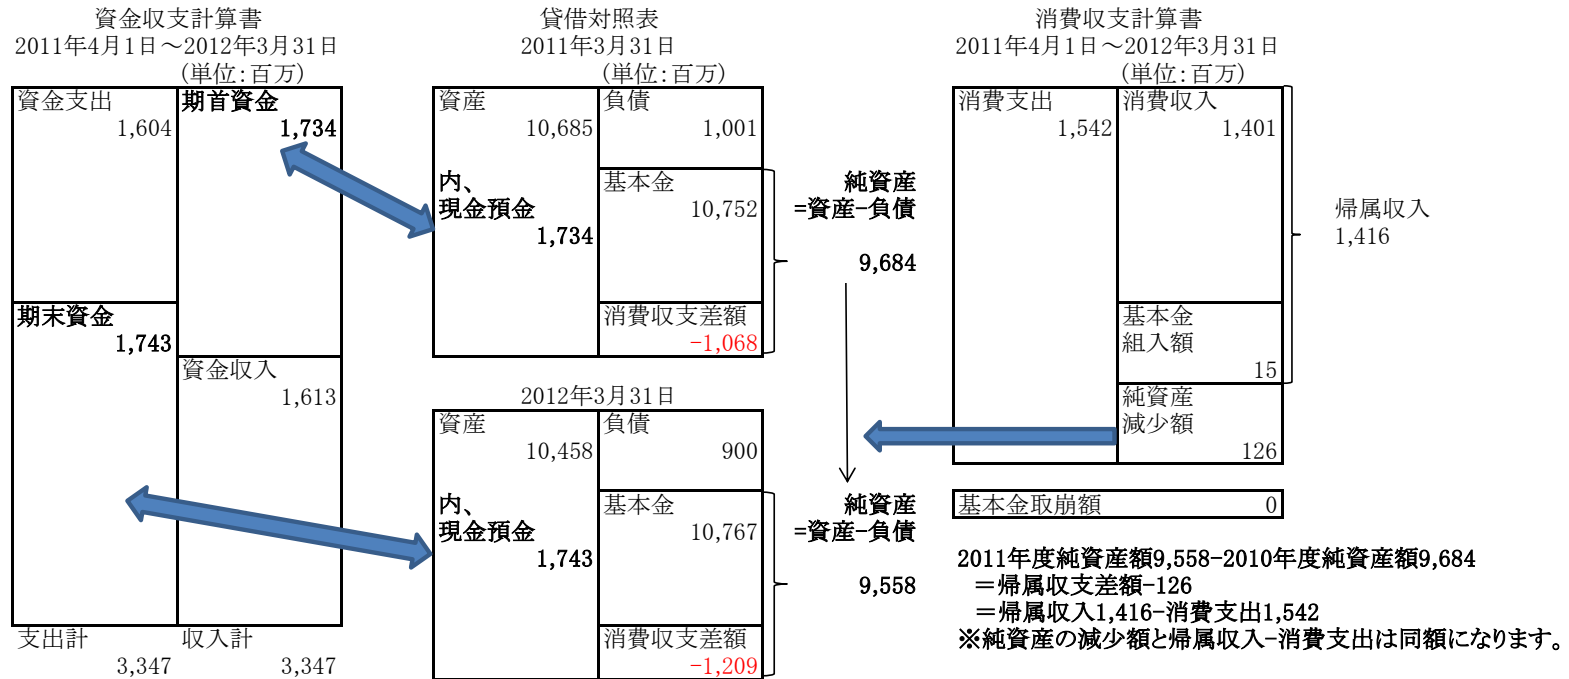 資金収支計算書
2011年4月1日～2012年3月31日
(単位:百万)
資金支出
1,604
期首資金
1,734
期末資金
1,743
資金収入
1,613
支出計
3,347
収入計
3,347
貸借対照表
2011年3月31日
(単位:百万)
資産
10,685
負債
1,001
内、
現金預金
1,734
基本金
10,752
消費収支差額
-1,068
純資産
=資産-負債
9,684
2012年3月31日
資産
10,458
負債
900
内、
現金預金
1,743
基本金
10,767
消費収支差額
-1,209
純資産
=資産-負債
9,558
消費収支計算書
2011年4月1日～2012年3月31日
(単位:百万)
消費支出
1,542
消費収入
1,401
基本金
組入額
15
純資産
減少額
126
帰属収入
1,416
基本金取崩額 0
2011年度純資産額9,558-2010年度純資産額9,684
＝帰属収支差額-126
＝帰属収入1,416-消費支出1,542
※純資産の減少額と帰属収入-消費支出は同額になります。